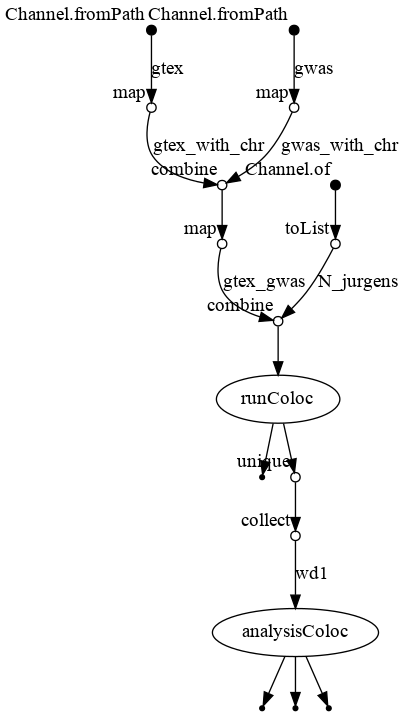 Channel.fromPath Channel.fromPath
gtex gwas
map map
gtex_with_chr gwas_with_chr
combine Channel.of
map toList
gtex_gwas N_jurgens
combine
runColoc
unique
collect
wd1
analysisColoc